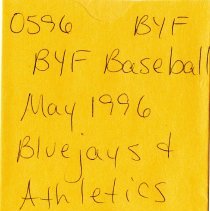 0596 BYF
BYF Baseball
May 1996
Bluejays &
Athletics